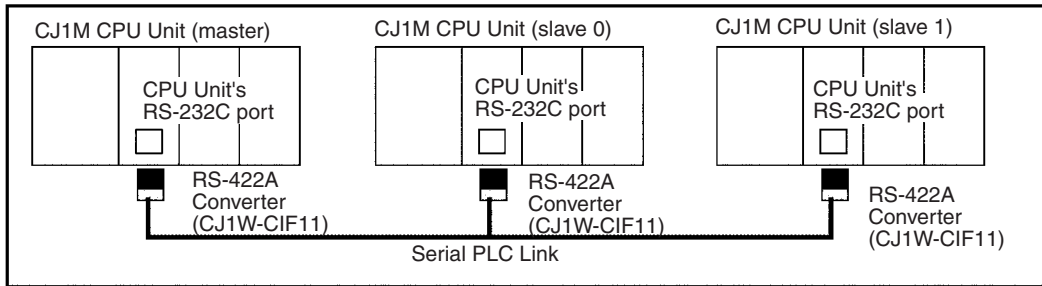 CJ1M CPU Unit (master)
CPU Unit's
RS-232C port
RS-422A
Converter
(CJ1W-CIF11)
CJ1M CPU Unit (slave 0)
CPU Unit's
RS-232C port
RS-422A
Converter
(CJ1W-CIF11)
CJ1M CPU Unit (slave 1)
CPU Unit's
RS-232C port
RS-422A
Converter
(CJ1W-CIF11)
Serial PLC Link